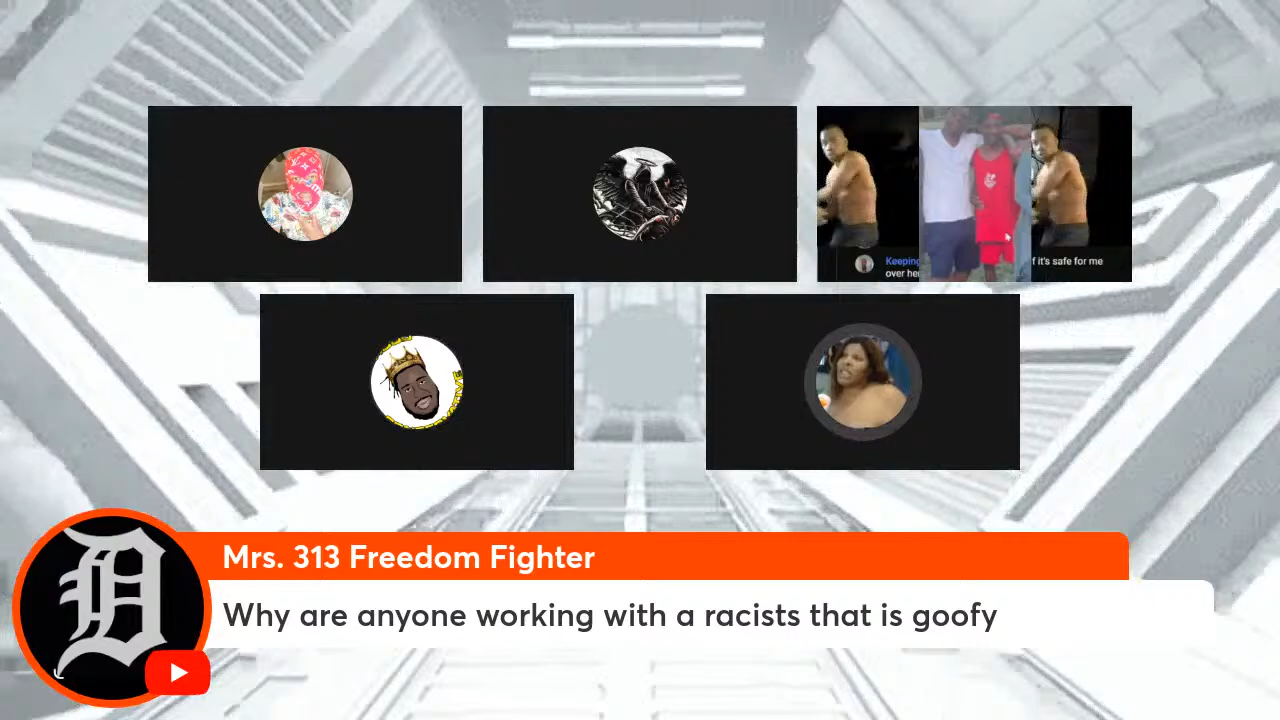 Keeping
f it's safe for me
over he
Mrs. 313 Freedom Fighter
Why are anyone working with a racists that is goofy